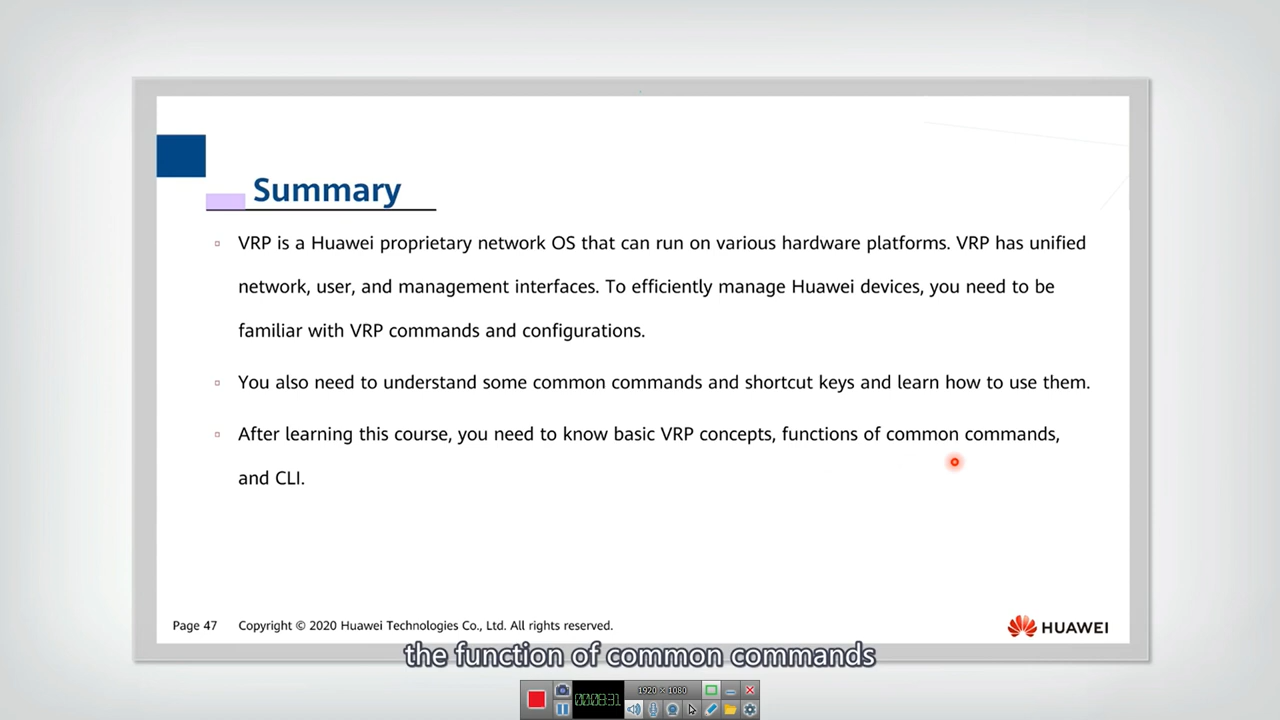 Summary
VRP is a Huawei proprietary network OS that can run on various hardware platforms. VRP has unified
network, user, and management interfaces. To efficiently manage Huawei devices, you need to be
familiar with VRP commands and configurations.
You also need to understand some common commands and shortcut keys and learn how to use them.
After learning this course, you need to know basic VRP concepts, functions of common commands,
and CLI.
Page 47 Copyright © 2020 Huawei Technologies Co., Ltd. All rights reserved.
HUAWEI
the function of common commands
1920 × 1080
00:08:31